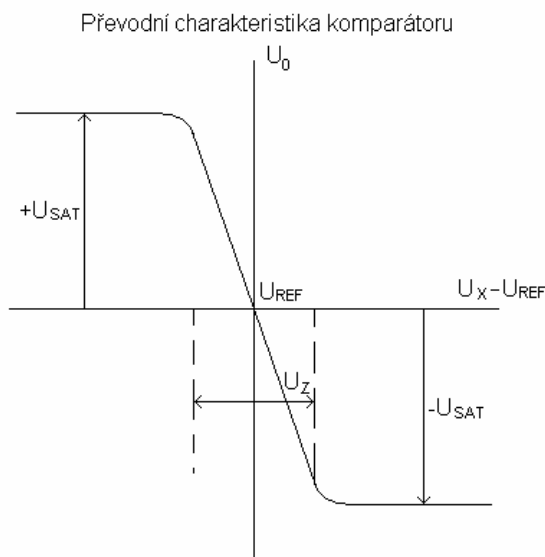 Převodní charakteristika komparátoru
U0
+USAT
UREF
UX-UREF
UZ
-USAT